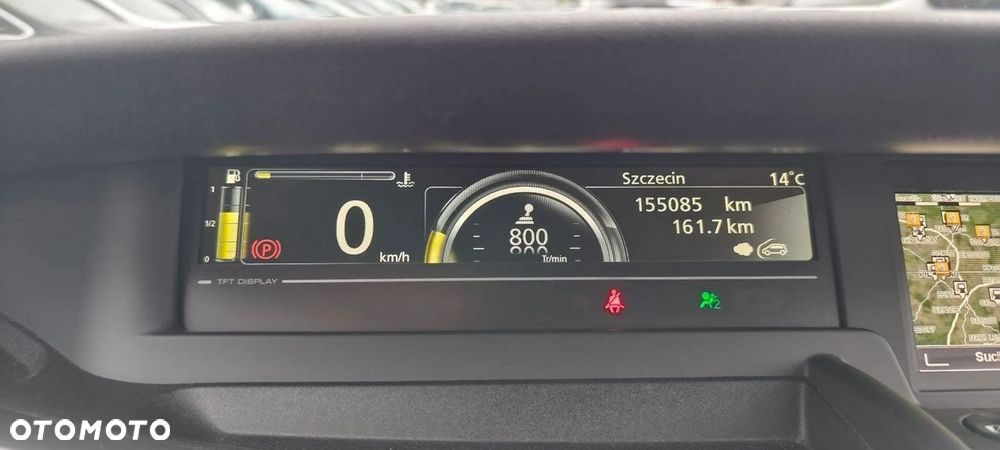 Szczecin 14°C
1
155085 km
1/2
0
800
161.7 km
P
km/h
Tr/min
0
TFT DISPLAY
2
OTOMOTO